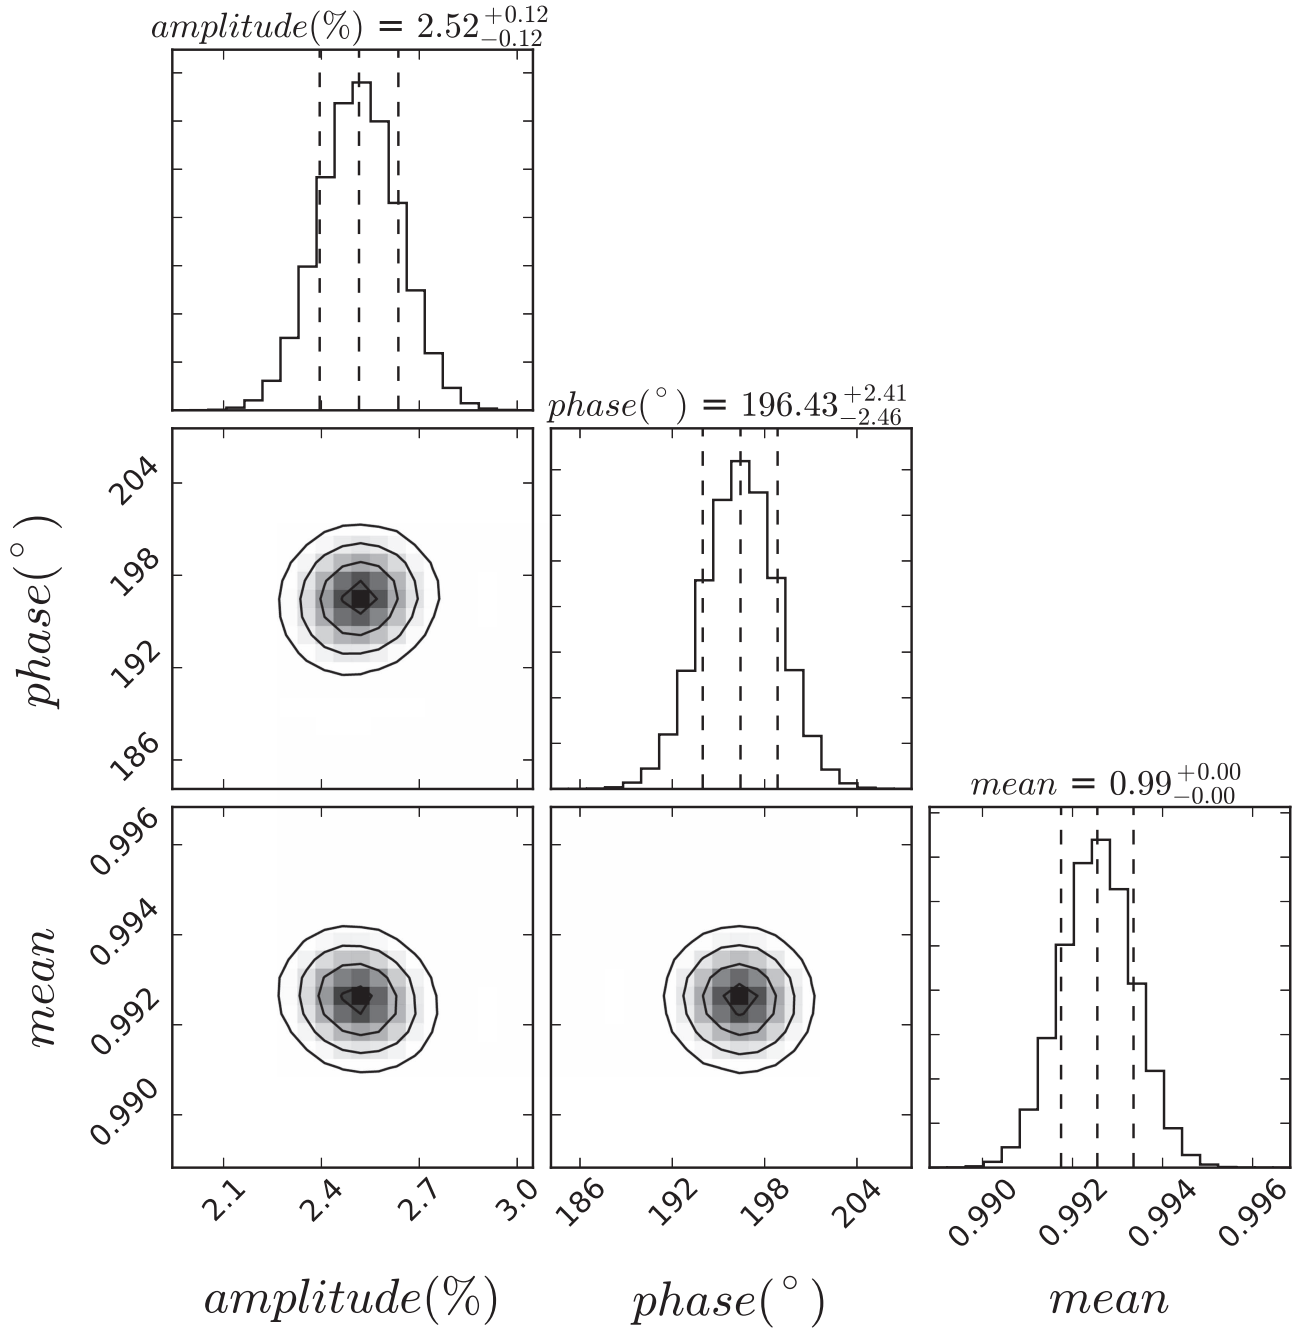 amplitude(%) = 2.52 +0.12 −0.12
phase(°) = 196.43 +2.41 −2.46
204
198
192
186
phase(°)
mean = 0.99 +0.00 −0.00
0.996
0.994
0.992
0.990
mean
2.1 2.4 2.7 3.0 186 192 198 204 0.990 0.992 0.994 0.996
amplitude(%) phase(°) mean